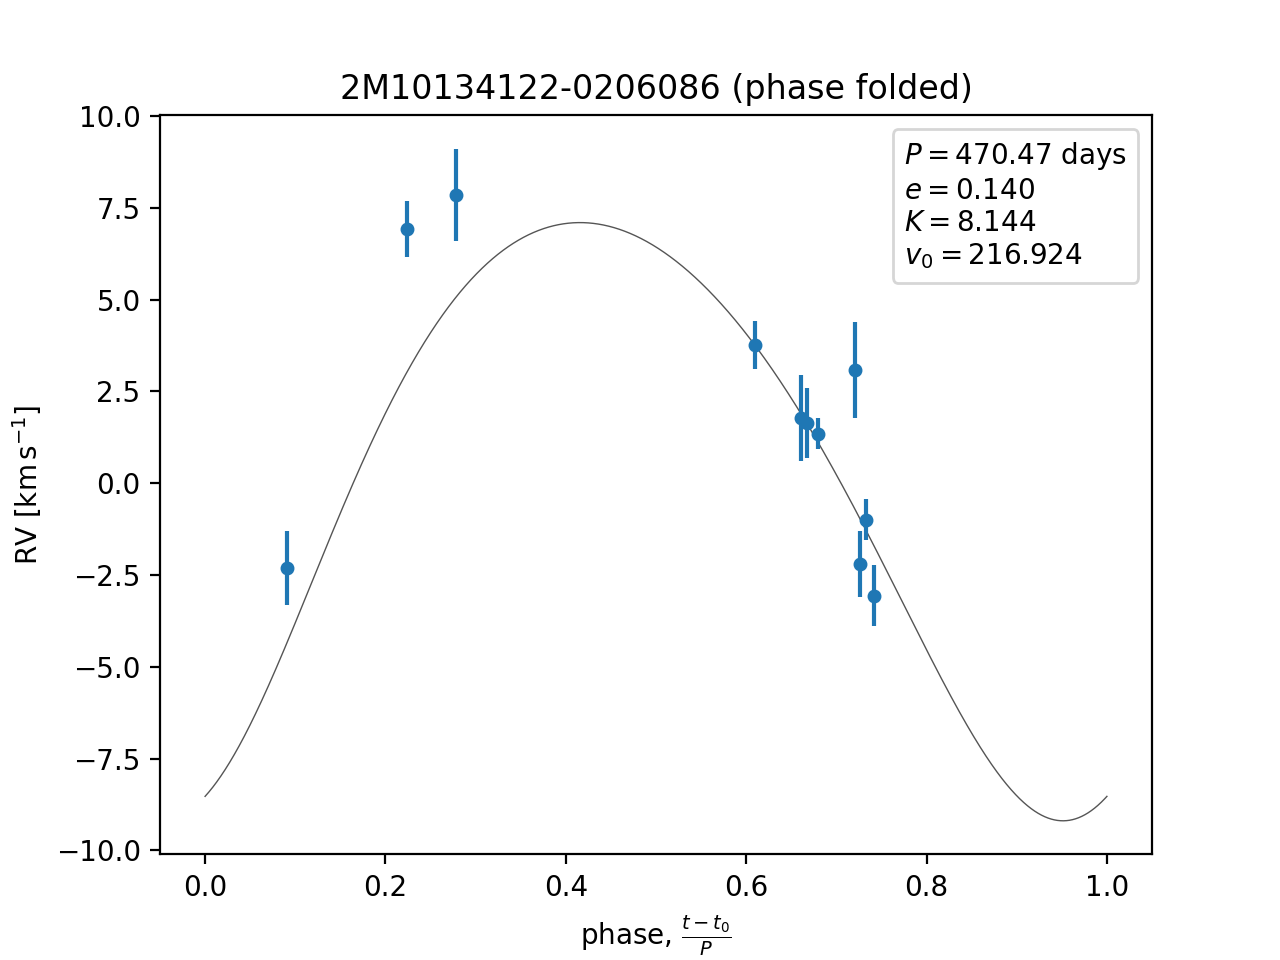 2M10134122-0206086 (phase folded)
P = 470.47 days
e = 0.140
K = 8.144
v₀ = 216.924
RV [km s⁻¹]
10.0
7.5
5.0
2.5
0.0
−2.5
−5.0
−7.5
−10.0
0.0 0.2 0.4 0.6 0.8 1.0
phase, (t − t₀)/P